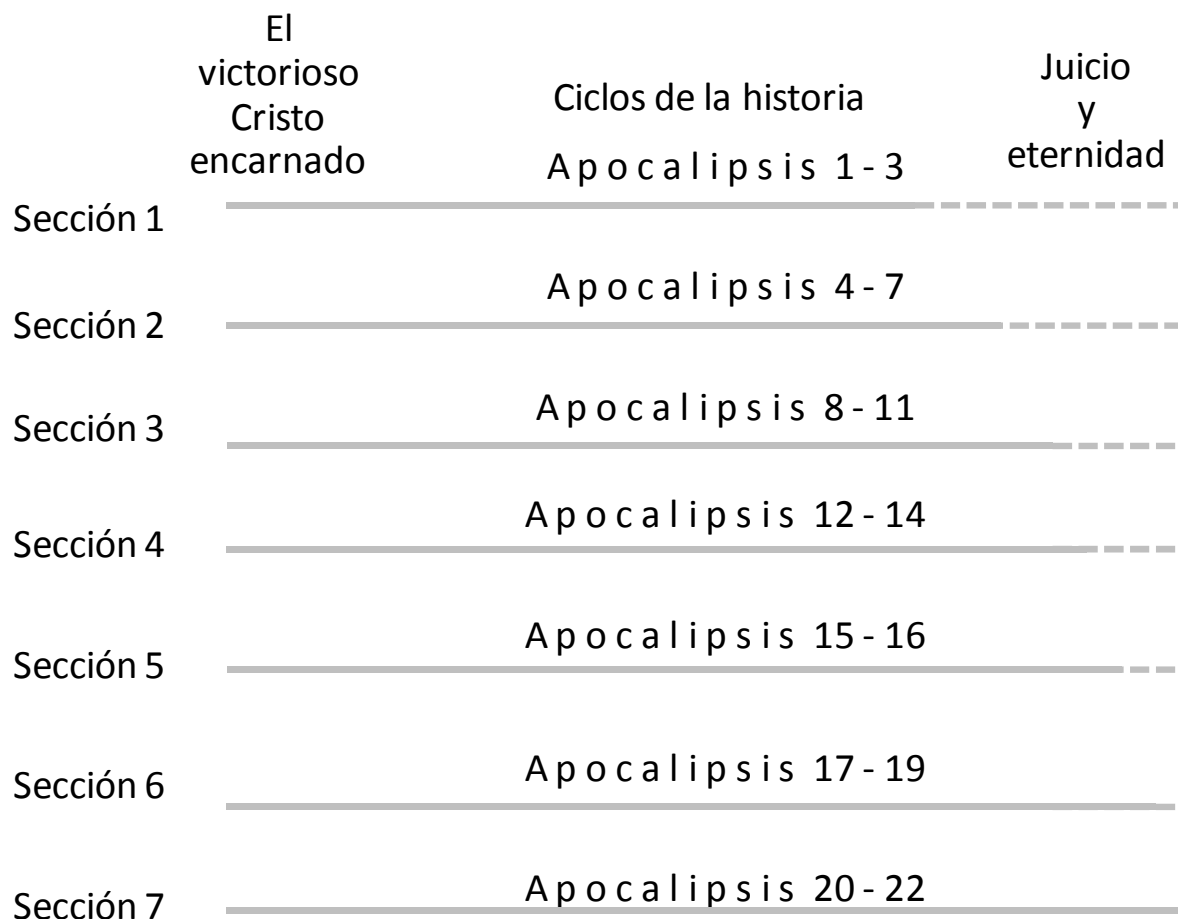 El
victorioso
Cristo
encarnado
Ciclos de la historia
Juicio
y
eternidad
Apocalipsis 1 - 3
Sección 1
Apocalipsis 4 - 7
Sección 2
Apocalipsis 8 - 11
Sección 3
Apocalipsis 12 - 14
Sección 4
Apocalipsis 15 - 16
Sección 5
Apocalipsis 17 - 19
Sección 6
Apocalipsis 20 - 22
Sección 7